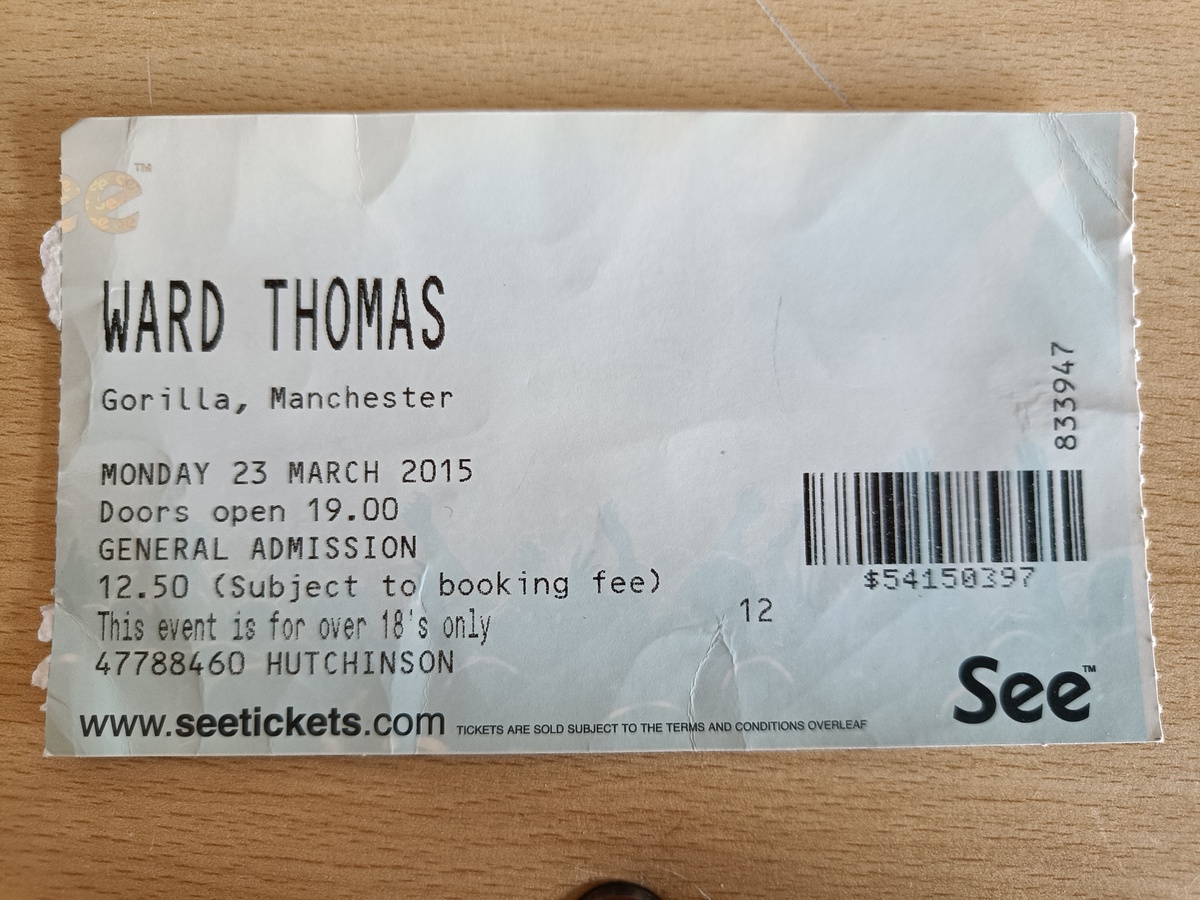 ee™
WARD THOMAS
Gorilla, Manchester
MONDAY 23 MARCH 2015
Doors open 19.00
GENERAL ADMISSION
12.50 (Subject to booking fee)
This event is for over 18's only
47788460 HUTCHINSON
12
833947
$54150397
See™
www.seetickets.com TICKETS ARE SOLD SUBJECT TO THE TERMS AND CONDITIONS OVERLEAF